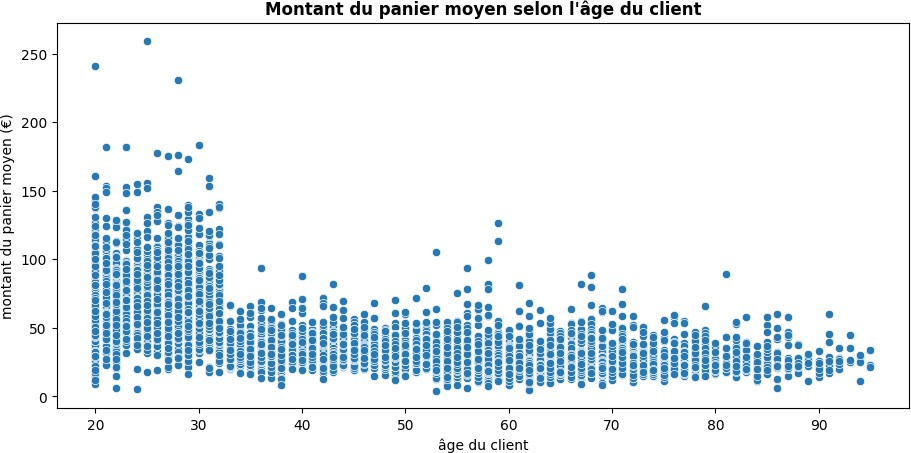 Montant du panier moyen selon l'âge du client
montant du panier moyen (€)
250
200
150
100
50
0
20 30 40 50 60 70 80 90
âge du client